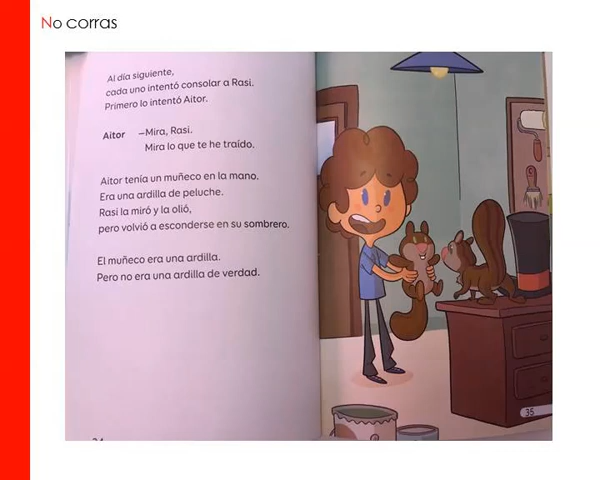 No corras
Al día siguiente,
cada uno intentó consolar a Rasi.
Primero lo intentó Aitor.
Aitor –Mira, Rasi.
Mira lo que te he traído.
Aitor tenía un muñeco en la mano.
Era una ardilla de peluche.
Rasi la miró y la olió,
pero volvió a esconderse en su sombrero.
El muñeco era una ardilla.
Pero no era una ardilla de verdad.
35